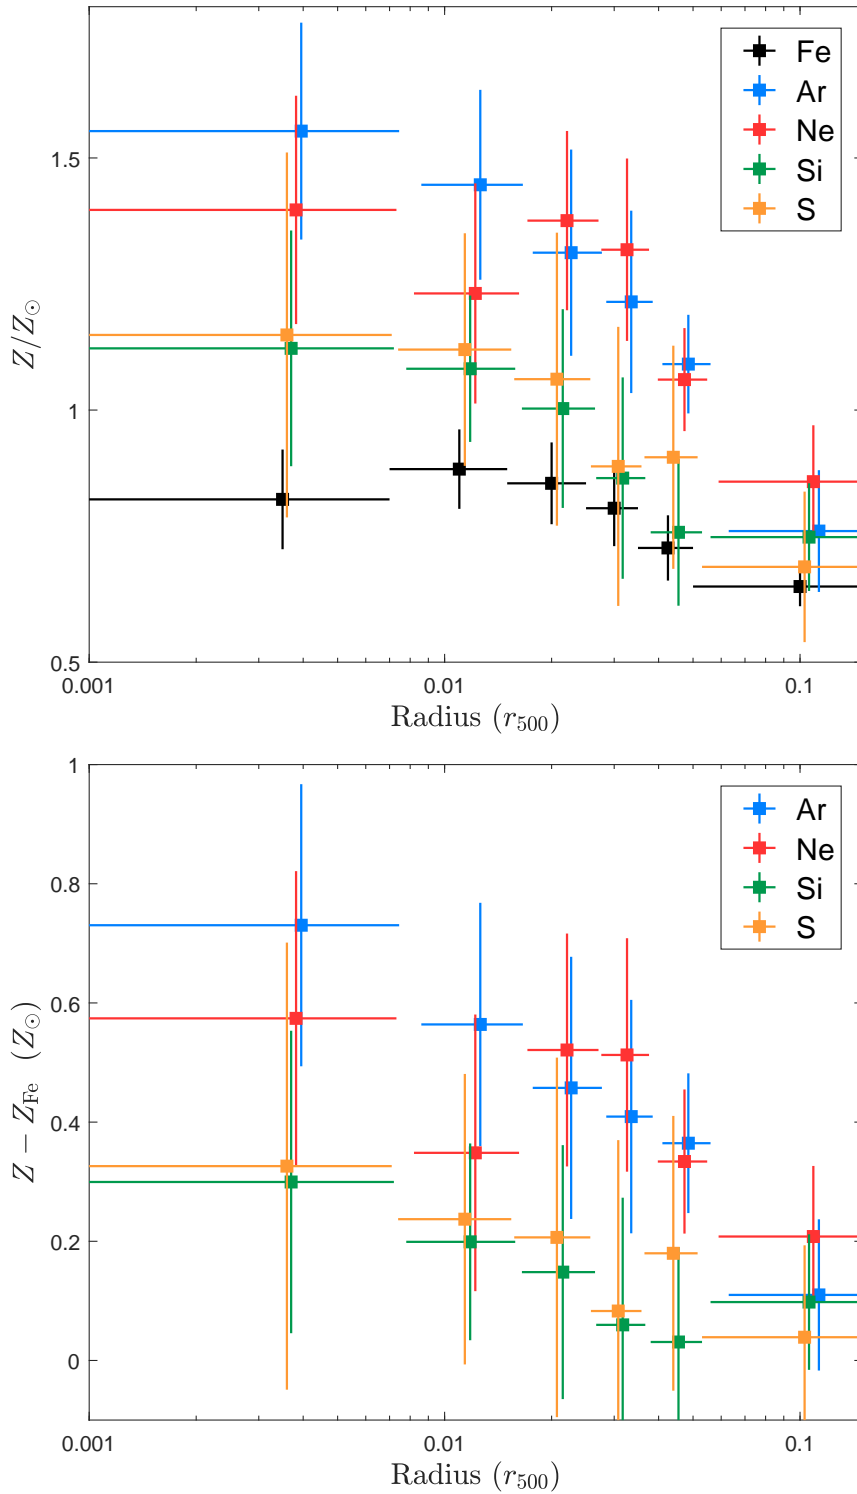 Fe
Ar
Ne
Si
S
1.5
1
0.5
Z/Z⊙
0.001 0.01 0.1
Radius (r500)
1
0.8
0.6
0.4
0.2
0
Ar
Ne
Si
S
Z − ZFe (Z⊙)
0.001 0.01 0.1
Radius (r500)